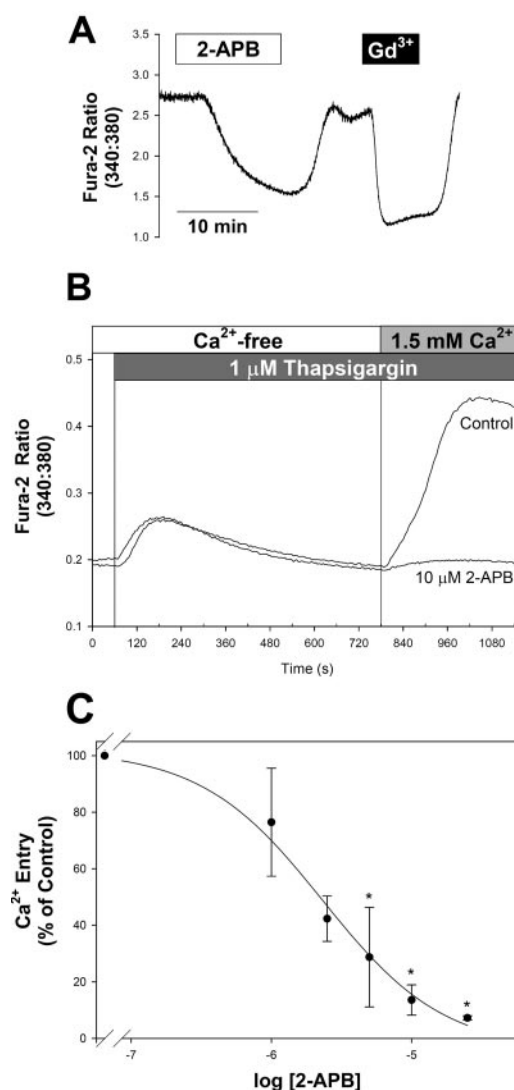 A
2-APB
Gd³⁺
Fura-2 Ratio
(340:380)
3.0
2.5
2.0
1.5
1.0
10 min
B
Ca²⁺-free
1.5 mM Ca²⁺
1 μM Thapsigargin
Fura-2 Ratio
(340:380)
0.5
0.4
0.3
0.2
0.1
Control
10 μM 2-APB
0
120
240
360
480
600
720
840
960
1080
Time (s)
C
Ca²⁺ Entry
(% of Control)
100
80
60
40
20
0
*
*
*
-7
-6
-5
log [2-APB]